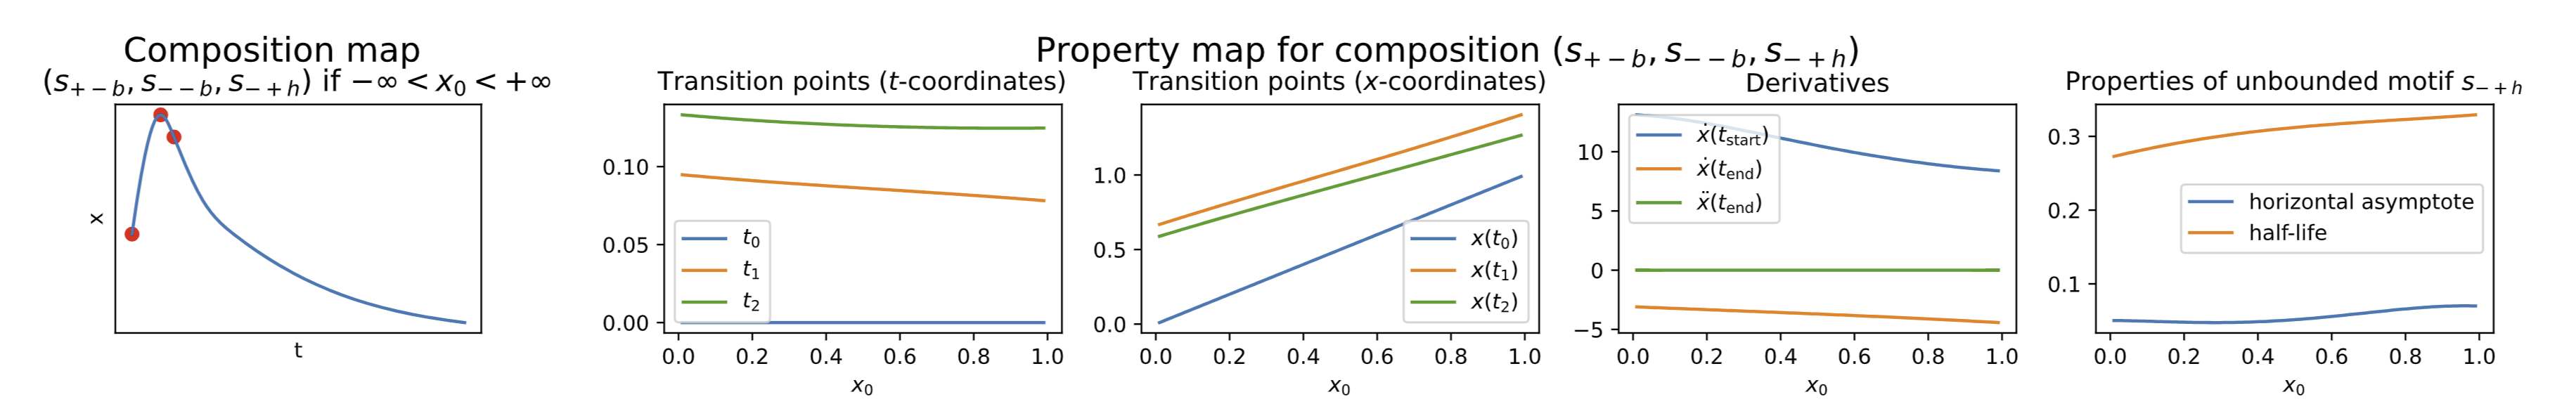 Composition map
(s₊₋b, s₋₋b, s₋₊h) if −∞ < x₀ < +∞
x
t
Property map for composition (s₊₋b, s₋₋b, s₋₊h)
Transition points (t-coordinates)
0.10
0.05
0.00
t₀
t₁
t₂
0.0 0.2 0.4 0.6 0.8 1.0
x₀
Transition points (x-coordinates)
1.0
0.5
0.0
x(t₀)
x(t₁)
x(t₂)
0.0 0.2 0.4 0.6 0.8 1.0
x₀
Derivatives
10
5
0
−5
ẋ(t_start)
ẋ(t_end)
ẍ(t_end)
0.0 0.2 0.4 0.6 0.8 1.0
x₀
Properties of unbounded motif s₋₊h
0.3
0.2
0.1
horizontal asymptote
half-life
0.0 0.2 0.4 0.6 0.8 1.0
x₀